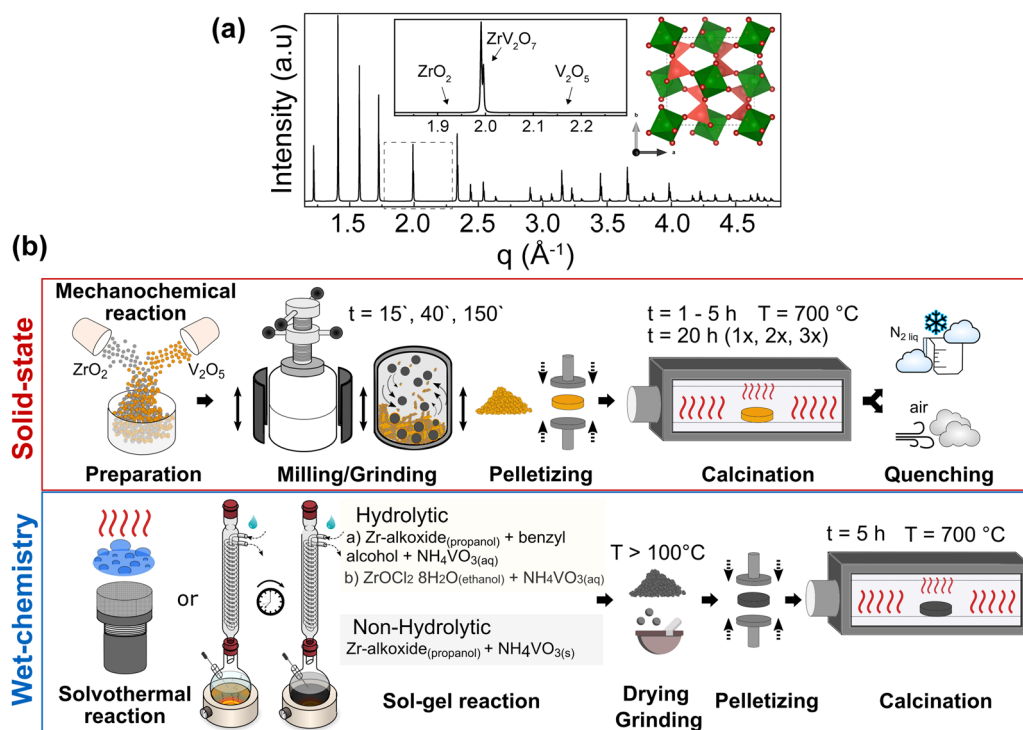 (a)
Intensity (a.u)
ZrV2O7
ZrO2
V2O5
1.9 2.0 2.1 2.2
b
a
1.5 2.0 2.5 3.0 3.5 4.0 4.5
q (Å-1)
(b)
Solid-state
Mechanochemical
reaction
ZrO2
V2O5
Preparation
t = 15`, 40`, 150`
Milling/Grinding
Pelletizing
t = 1 - 5 h T = 700 °C
t = 20 h (1x, 2x, 3x)
Calcination
N2 liq
air
Quenching
Wet-chemistry
or
Solvothermal
reaction
Hydrolytic
a) Zr-alkoxide(propanol) + benzyl
alcohol + NH4VO3(aq)
b) ZrOCl2 8H2O(ethanol) + NH4VO3(aq)
Non-Hydrolytic
Zr-alkoxide(propanol) + NH4VO3(s)
Sol-gel reaction
T > 100°C
Drying
Grinding
Pelletizing
t = 5 h T = 700 °C
Calcination